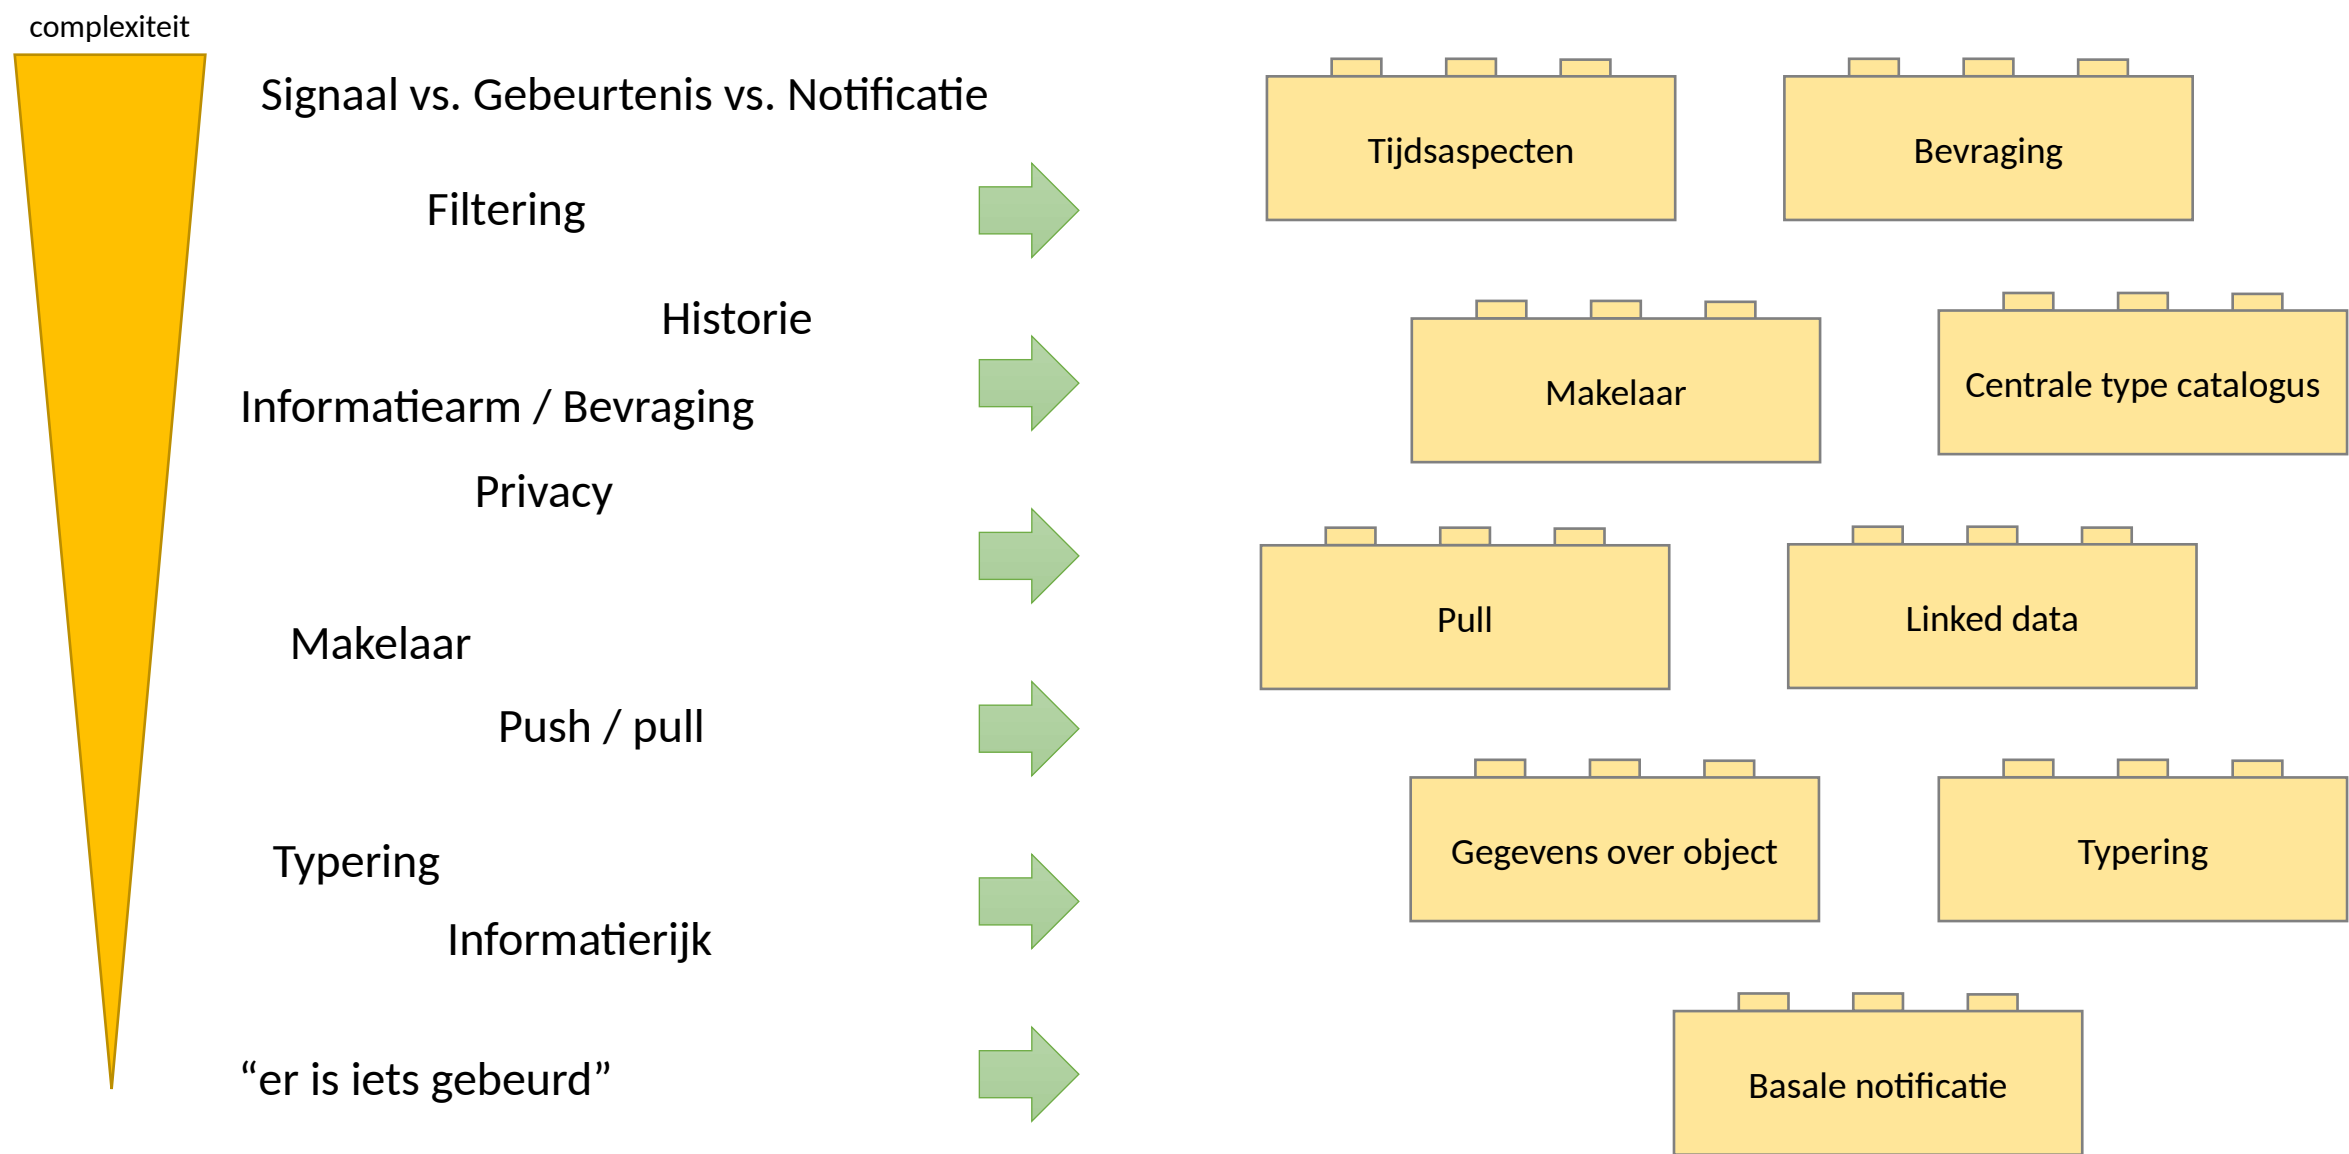 complexiteit
Signaal vs. Gebeurtenis vs. Notificatie
Filtering
Historie
Informatiearm / Bevraging
Privacy
Makelaar
Push / pull
Typering
Informatierijk
“er is iets gebeurd”
Tijdsaspecten
Bevraging
Makelaar
Centrale type catalogus
Pull
Linked data
Gegevens over object
Typering
Basale notificatie